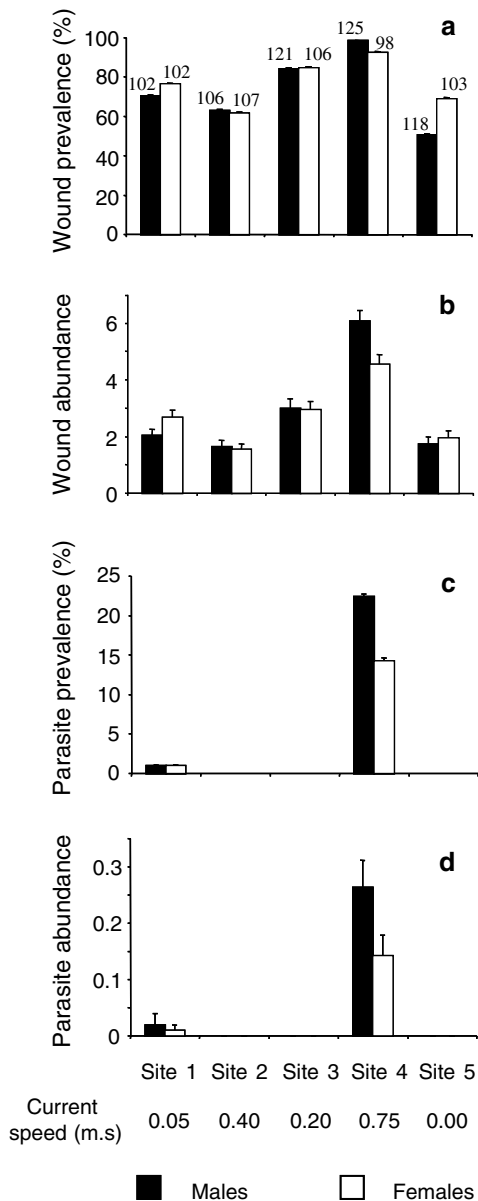 a
Wound prevalence (%)
100
80
60
40
20
0
102
102
106
107
121
106
125
98
118
103
b
Wound abundance
6
4
2
0
c
Parasite prevalence (%)
25
20
15
10
5
0
d
Parasite abundance
0.3
0.2
0.1
0
Site 1 Site 2 Site 3 Site 4 Site 5
Current
speed (m.s) 0.05 0.40 0.20 0.75 0.00
Males Females